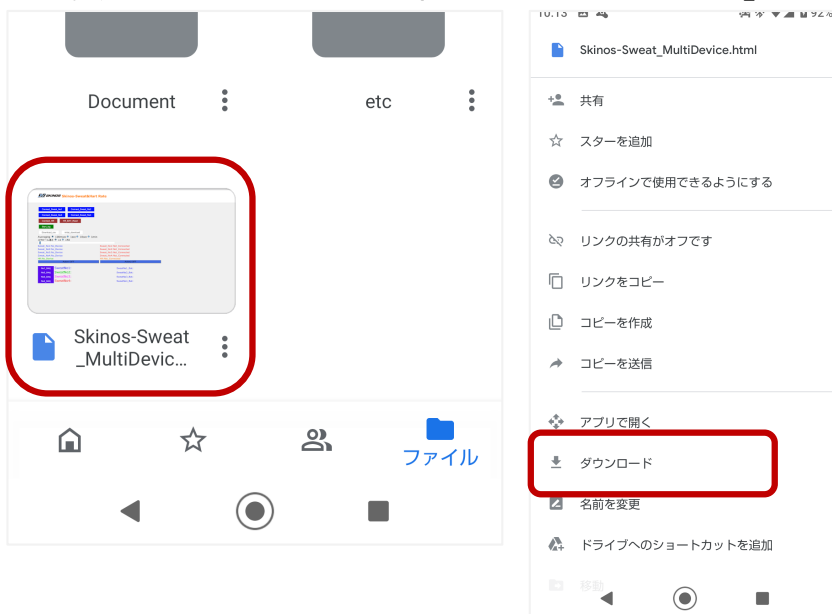 Document
etc
Skinos-Sweat
_MultiDevic...
ファイル
10:13
92%
Skinos-Sweat_MultiDevice.html
共有
スターを追加
オフラインで使用できるようにする
リンクの共有がオフです
リンクをコピー
コピーを作成
コピーを送信
アプリで開く
ダウンロード
名前を変更
ドライブへのショートカットを追加
移動